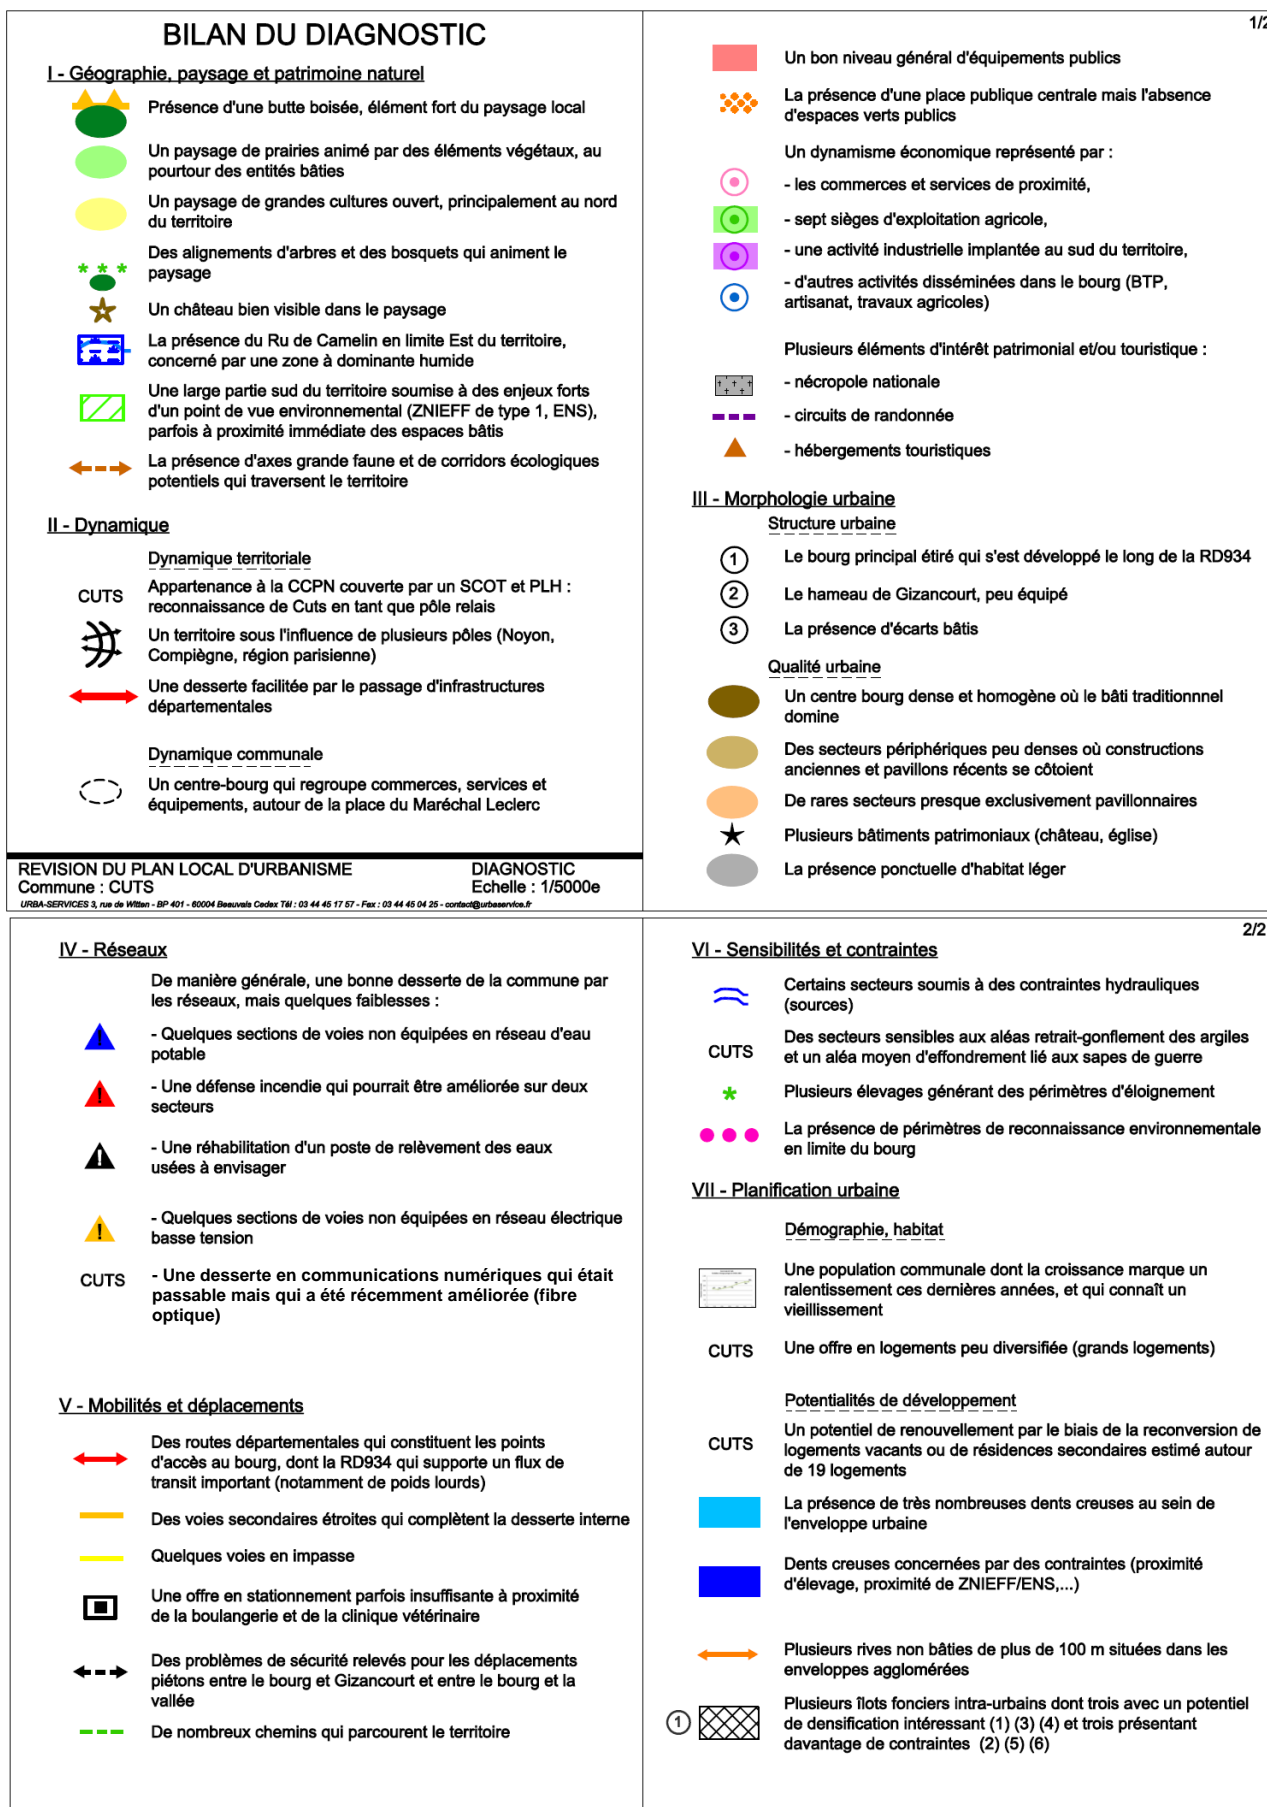 BILAN DU DIAGNOSTIC
I - Géographie, paysage et patrimoine naturel
Présence d'une butte boisée, élément fort du paysage local
Un paysage de prairies animé par des éléments végétaux, au
pourtour des entités bâties
Un paysage de grandes cultures ouvert, principalement au nord
du territoire
Des alignements d'arbres et des bosquets qui animent le
paysage
Un château bien visible dans le paysage
La présence du Ru de Camelin en limite Est du territoire,
concerné par une zone à dominante humide
Une large partie sud du territoire soumise à des enjeux forts
d'un point de vue environnemental (ZNIEFF de type 1, ENS),
parfois à proximité immédiate des espaces bâtis
La présence d'axes grande faune et de corridors écologiques
potentiels qui traversent le territoire
II - Dynamique
Dynamique territoriale
CUTS
Appartenance à la CCPN couverte par un SCOT et PLH :
reconnaissance de Cuts en tant que pôle relais
Un territoire sous l'influence de plusieurs pôles (Noyon,
Compiègne, région parisienne)
Une desserte facilitée par le passage d'infrastructures
départementales
Dynamique communale
Un centre-bourg qui regroupe commerces, services et
équipements, autour de la place du Maréchal Leclerc
REVISION DU PLAN LOCAL D'URBANISME
DIAGNOSTIC
Commune : CUTS
Echelle : 1/5000e
URBA-SERVICES 3, rue de Witten - BP 401 - 60004 Beauvais Cedex Tél : 03 44 45 17 57 - Fax : 03 44 45 04 25 - contact@urbaservice.fr
1/2
Un bon niveau général d'équipements publics
La présence d'une place publique centrale mais l'absence
d'espaces verts publics
Un dynamisme économique représenté par :
- les commerces et services de proximité,
- sept sièges d'exploitation agricole,
- une activité industrielle implantée au sud du territoire,
- d'autres activités disséminées dans le bourg (BTP,
artisanat, travaux agricoles)
Plusieurs éléments d'intérêt patrimonial et/ou touristique :
- nécropole nationale
- circuits de randonnée
- hébergements touristiques
III - Morphologie urbaine
Structure urbaine
1 Le bourg principal étiré qui s'est développé le long de la RD934
2 Le hameau de Gizancourt, peu équipé
3 La présence d'écarts bâtis
Qualité urbaine
Un centre bourg dense et homogène où le bâti traditionnnel
domine
Des secteurs périphériques peu denses où constructions
anciennes et pavillons récents se côtoient
De rares secteurs presque exclusivement pavillonnaires
Plusieurs bâtiments patrimoniaux (château, église)
La présence ponctuelle d'habitat léger
IV - Réseaux
De manière générale, une bonne desserte de la commune par
les réseaux, mais quelques faiblesses :
! - Quelques sections de voies non équipées en réseau d'eau
potable
! - Une défense incendie qui pourrait être améliorée sur deux
secteurs
! - Une réhabilitation d'un poste de relèvement des eaux
usées à envisager
! - Quelques sections de voies non équipées en réseau électrique
basse tension
CUTS
- Une desserte en communications numériques qui était
passable mais qui a été récemment améliorée (fibre
optique)
V - Mobilités et déplacements
Des routes départementales qui constituent les points
d'accès au bourg, dont la RD934 qui supporte un flux de
transit important (notamment de poids lourds)
Des voies secondaires étroites qui complètent la desserte interne
Quelques voies en impasse
Une offre en stationnement parfois insuffisante à proximité
de la boulangerie et de la clinique vétérinaire
Des problèmes de sécurité relevés pour les déplacements
piétons entre le bourg et Gizancourt et entre le bourg et la
vallée
De nombreux chemins qui parcourent le territoire
2/2
VI - Sensibilités et contraintes
Certains secteurs soumis à des contraintes hydrauliques
(sources)
CUTS
Des secteurs sensibles aux aléas retrait-gonflement des argiles
et un aléa moyen d'effondrement lié aux sapes de guerre
Plusieurs élevages générant des périmètres d'éloignement
La présence de périmètres de reconnaissance environnementale
en limite du bourg
VII - Planification urbaine
Démographie, habitat
Une population communale dont la croissance marque un
ralentissement ces dernières années, et qui connaît un
vieillissement
CUTS Une offre en logements peu diversifiée (grands logements)
Potentialités de développement
CUTS
Un potentiel de renouvellement par le biais de la reconversion de
logements vacants ou de résidences secondaires estimé autour
de 19 logements
La présence de très nombreuses dents creuses au sein de
l'enveloppe urbaine
Dents creuses concernées par des contraintes (proximité
d'élevage, proximité de ZNIEFF/ENS,...)
Plusieurs rives non bâties de plus de 100 m situées dans les
enveloppes agglomérées
1
Plusieurs îlots fonciers intra-urbains dont trois avec un potentiel
de densification intéressant (1) (3) (4) et trois présentant
davantage de contraintes (2) (5) (6)